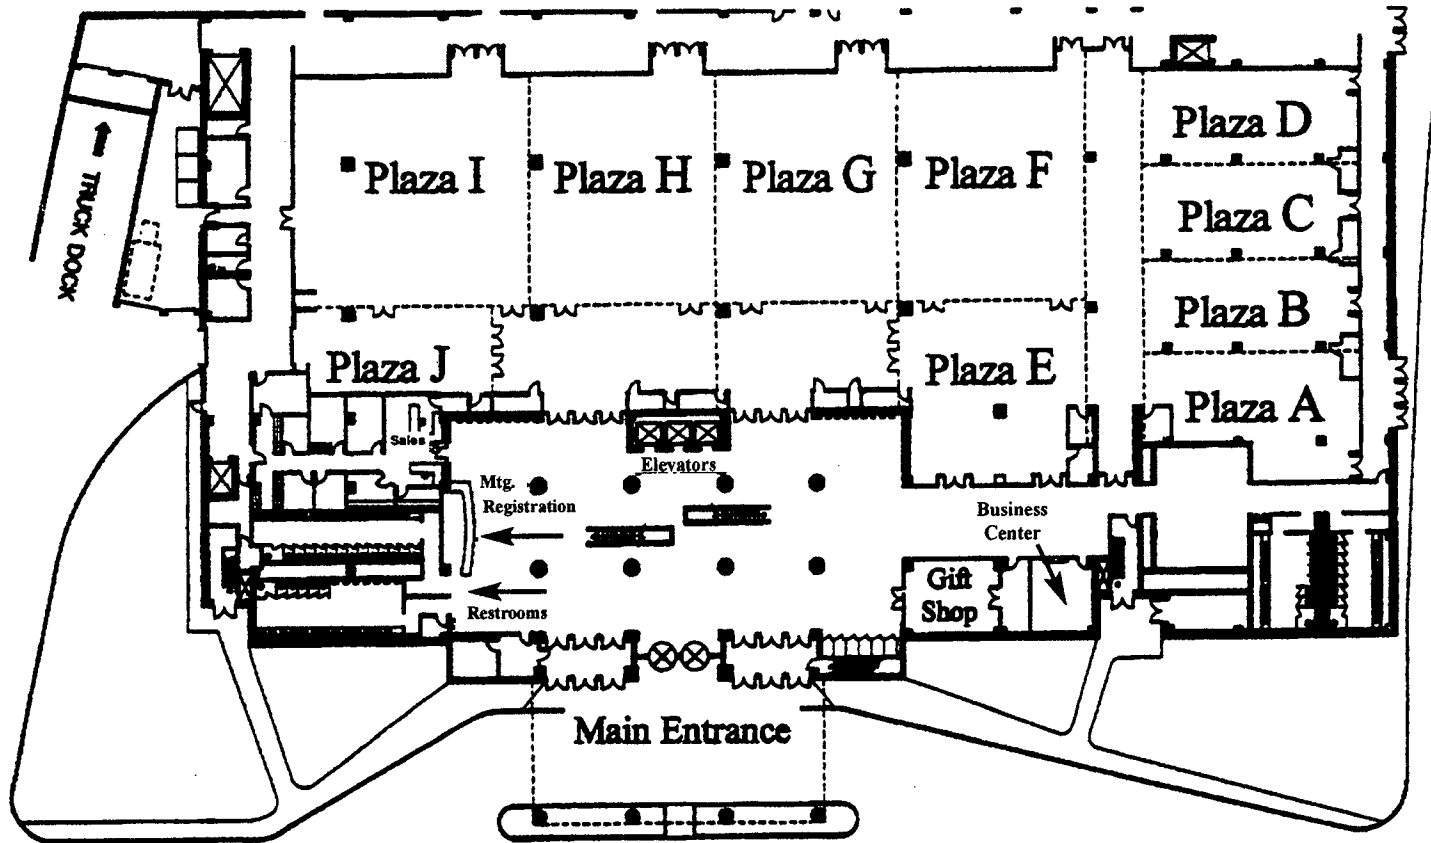 Plaza D
Plaza I
Plaza H
Plaza G
Plaza F
TRUCK DOCK
Plaza C
Plaza B
Plaza J
Plaza E
Plaza A
Sales
Elevators
Mtg.
Registration
Business
Center
Gift
Shop
Restrooms
Main Entrance